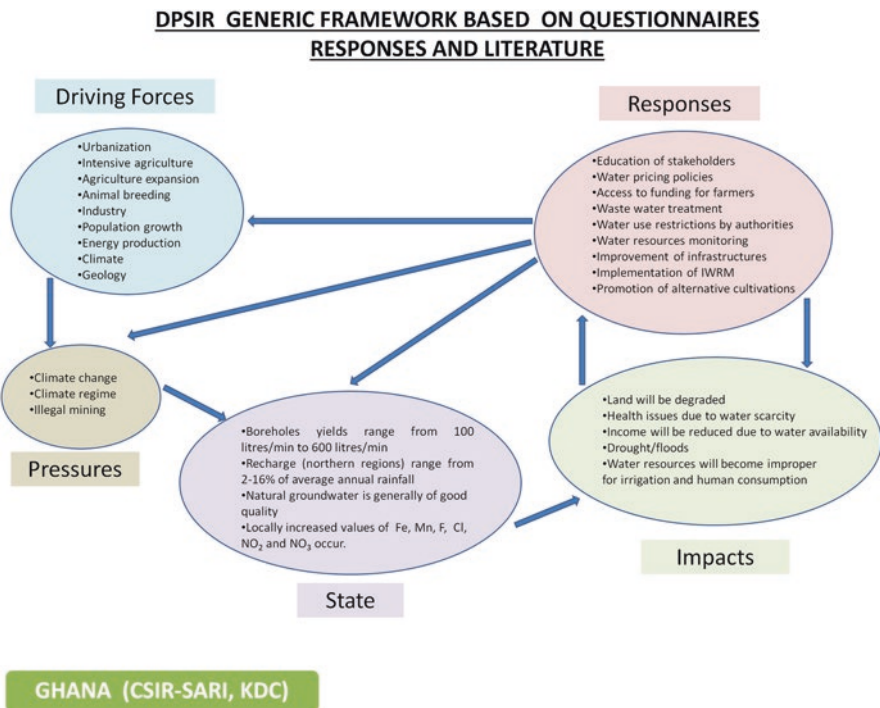 DPSIR GENERIC FRAMEWORK BASED ON QUESTIONNAIRES
RESPONSES AND LITERATURE
Driving Forces
•Urbanization
•Intensive agriculture
•Agriculture expansion
•Animal breeding
•Industry
•Population growth
•Energy production
•Climate
•Geology
Responses
•Education of stakeholders
•Water pricing policies
•Access to funding for farmers
•Waste water treatment
•Water use restrictions by authorities
•Water resources monitoring
•Improvement of infrastructures
•Implementation of IWRM
•Promotion of alternative cultivations
•Climate change
•Climate regime
•Illegal mining
Pressures
•Boreholes yields range from 100
litres/min to 600 litres/min
•Recharge (northern regions) range from
2-16% of average annual rainfall
•Natural groundwater is generally of good
quality
•Locally increased values of Fe, Mn, F, Cl,
NO₂ and NO₃ occur.
State
•Land will be degraded
•Health issues due to water scarcity
•Income will be reduced due to water availability
•Drought/floods
•Water resources will become improper
for irrigation and human consumption
Impacts
GHANA (CSIR-SARI, KDC)